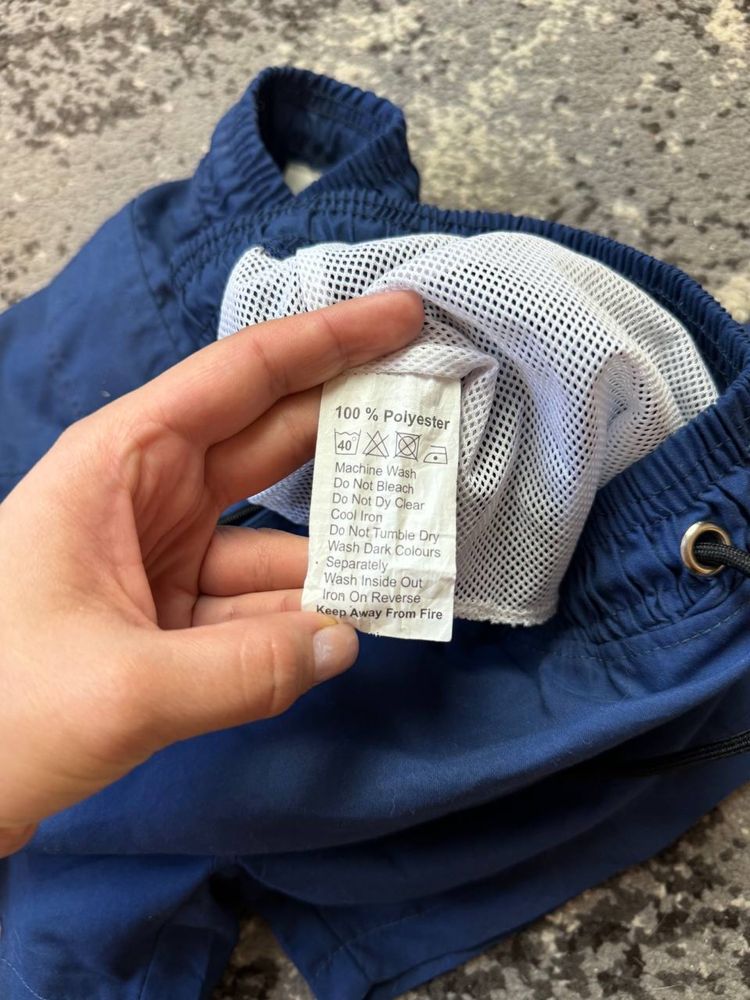 100 % Polyester
40°
Machine Wash
Do Not Bleach
Do Not Dy Clear
Cool Iron
Do Not Tumble Dry
Wash Dark Colours
Separately
Wash Inside Out
Iron On Reverse
Keep Away From Fire